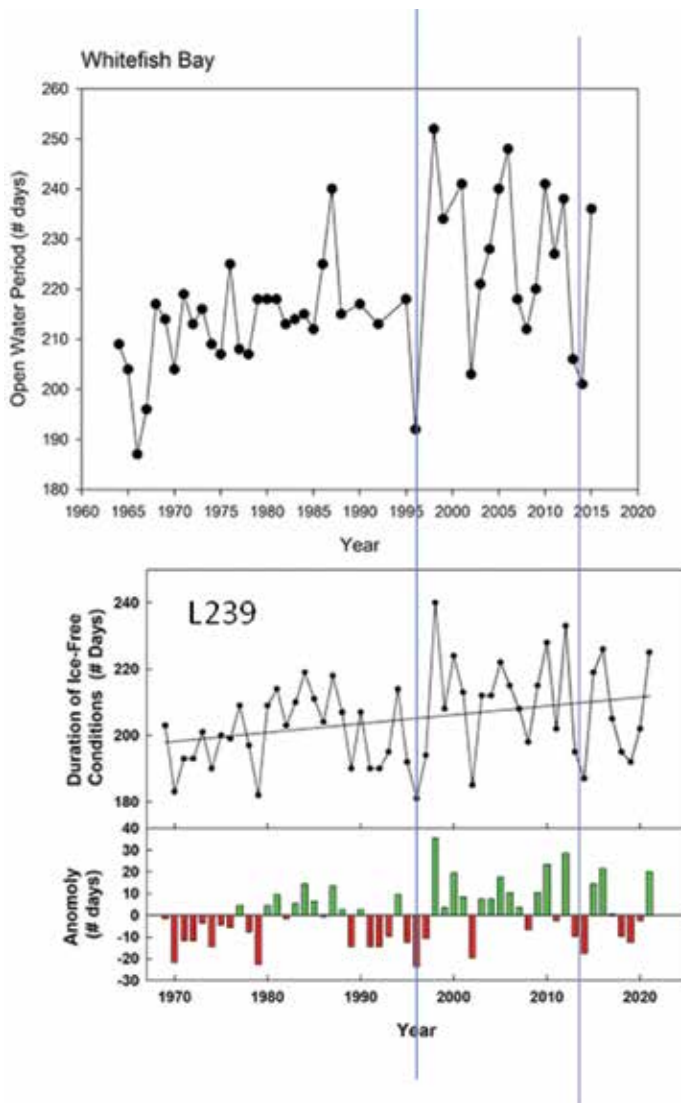 Whitefish Bay
260
250
240
230
220
210
200
190
180
Open Water Period (# days)
1960 1965 1970 1975 1980 1985 1990 1995 2000 2005 2010 2015 2020
Year
L239
240
220
200
180
Duration of Ice-Free
Conditions (# Days)
40
30
20
10
0
-10
-20
-30
Anomoly
(# days)
1970 1980 1990 2000 2010 2020
Year